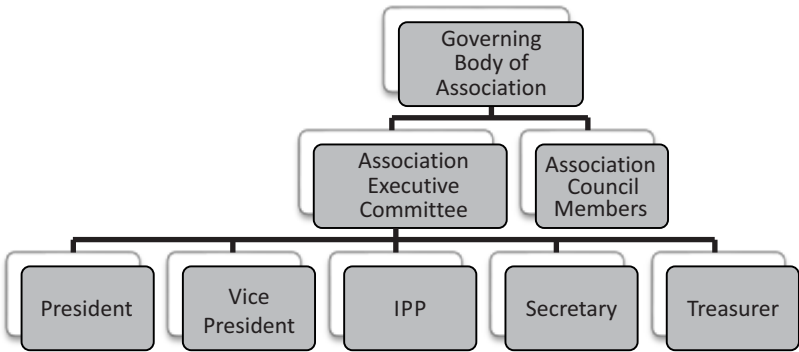 Governing
Body of
Association
Association
Executive
Committee
Association
Council
Members
President
Vice
President
IPP
Secretary
Treasurer